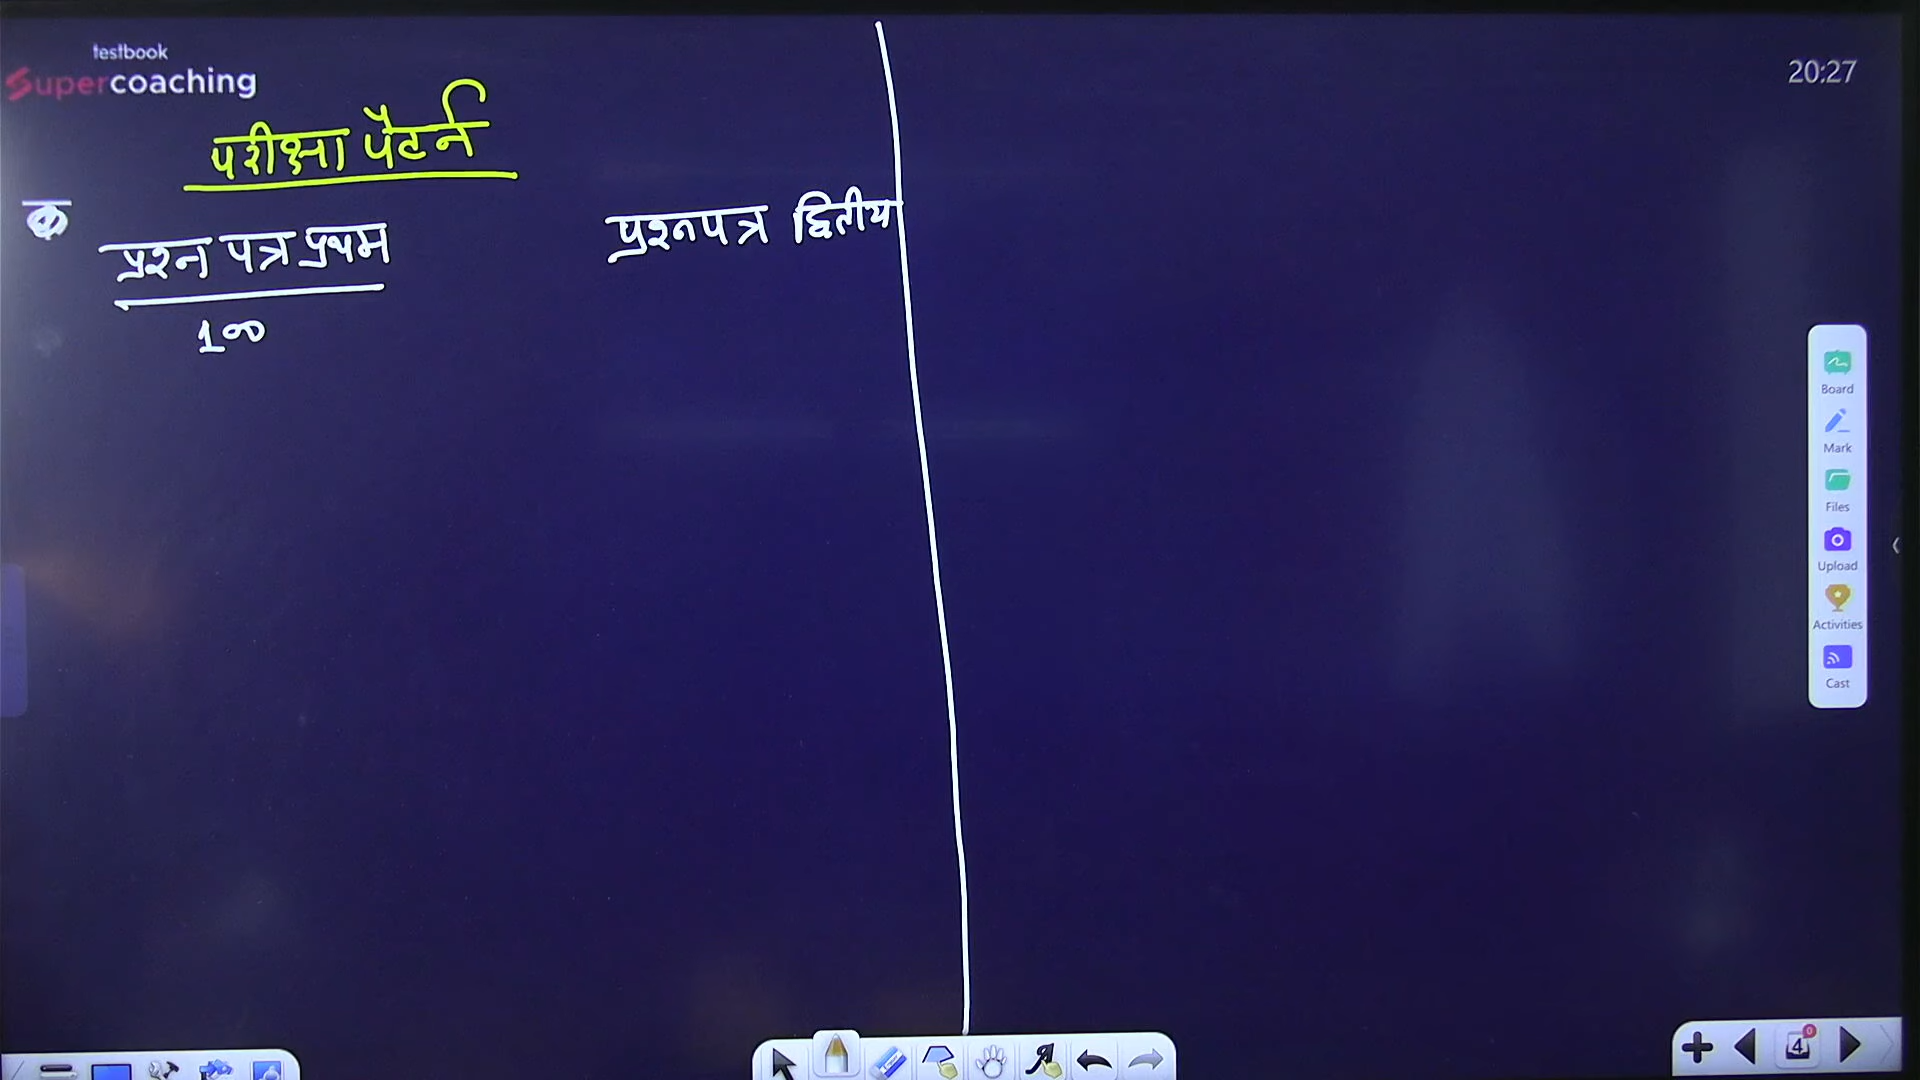 testbook
Supercoaching
20:27
परीक्षा पैटर्न
प्रश्न पत्र प्रथम
100
प्रश्नपत्र द्वितीय
Board
Mark
Files
Upload
Activities
Cast
4
0